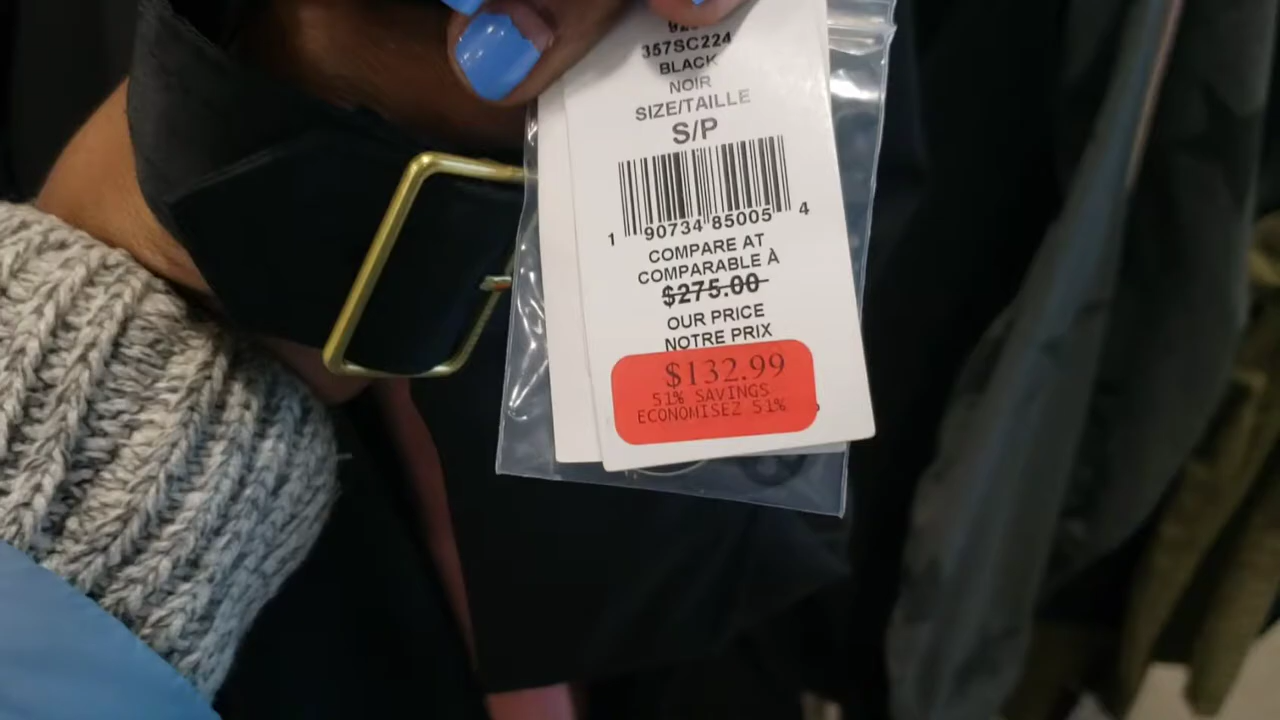 357SC224
BLACK
NOIR
SIZE/TAILLE
S/P
1 90734 85005 4
COMPARE AT
COMPARABLE À
$275.00
OUR PRICE
NOTRE PRIX
$132.99
51% SAVINGS
ECONOMISEZ 51%